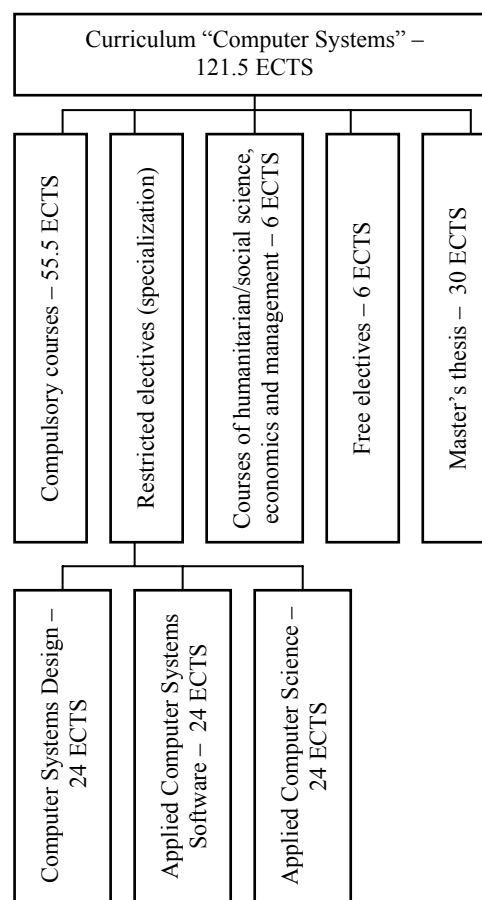 Curriculum “Computer Systems” –
121.5 ECTS
Compulsory courses – 55.5 ECTS
Restricted electives (specialization)
Courses of humanitarian/social science,
economics and management – 6 ECTS
Free electives – 6 ECTS
Master’s thesis – 30 ECTS
Computer Systems Design –
24 ECTS
Applied Computer Systems
Software – 24 ECTS
Applied Computer Science –
24 ECTS